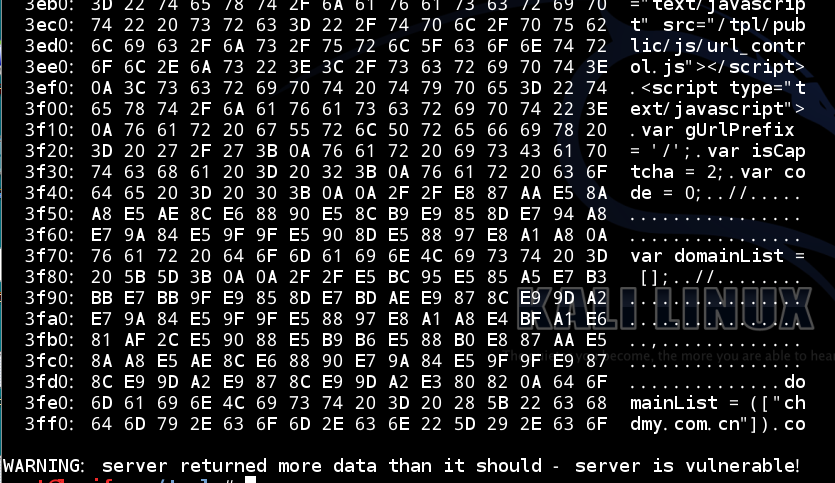 3eb0: 3D 22 74 65 78 74 2F 6A 61 76 61 73 63 72 69 70 ="text/javascrip
3ec0: 74 22 20 73 72 63 3D 22 2F 74 70 6C 2F 70 75 62 t" src="/tpl/pub
3ed0: 6C 69 63 2F 6A 73 2F 75 72 6C 5F 63 6F 6E 74 72 lic/js/url_contr
3ee0: 6F 6C 2E 6A 73 22 3E 3C 2F 73 63 72 69 70 74 3E ol.js"></script>
3ef0: 0A 3C 73 63 72 69 70 74 20 74 79 70 65 3D 22 74 .<script type="t
3f00: 65 78 74 2F 6A 61 76 61 73 63 72 69 70 74 22 3E ext/javascript">
3f10: 0A 76 61 72 20 67 55 72 6C 50 72 65 66 69 78 20 .var gUrlPrefix
3f20: 3D 20 27 2F 27 3B 0A 76 61 72 20 69 73 43 61 70 = '/';.var isCap
3f30: 74 63 68 61 20 3D 20 32 3B 0A 76 61 72 20 63 6F tcha = 2;.var co
3f40: 64 65 20 3D 20 30 3B 0A 0A 2F 2F E8 87 AA E5 8A de = 0;..//.....
3f50: A8 E5 AE 8C E6 88 90 E5 8C B9 E9 85 8D E7 94 A8 ................
3f60: E7 9A 84 E5 9F 9F E5 90 8D E5 88 97 E8 A1 A8 0A ................
3f70: 76 61 72 20 64 6F 6D 61 69 6E 4C 69 73 74 20 3D var domainList =
3f80: 20 5B 5D 3B 0A 0A 2F 2F E5 BC 95 E5 85 A5 E7 B3 [];..//........
3f90: BB E7 BB 9F E9 85 8D E7 BD AE E9 87 8C E9 9D A2 ................
3fa0: E7 9A 84 E5 9F 9F E5 88 97 E8 A1 A8 E4 BF A1 E6 ................
3fb0: 81 AF 2C E5 90 88 E5 B9 B6 E5 88 B0 E8 87 AA E5 ..,.............
3fc0: 8A A8 E5 AE 8C E6 88 90 E7 9A 84 E5 9F 9F E9 87 ................
3fd0: 8C E9 9D A2 E9 87 8C E9 9D A2 E3 80 82 0A 64 6F ..............do
3fe0: 6D 61 69 6E 4C 69 73 74 20 3D 20 28 5B 22 63 68 mainList = (["ch
3ff0: 64 6D 79 2E 63 6F 6D 2E 63 6E 22 5D 29 2E 63 6F dmy.com.cn"]).co
KALI LINUX
become, the more you are able to hear
WARNING: server returned more data than it should - server is vulnerable!